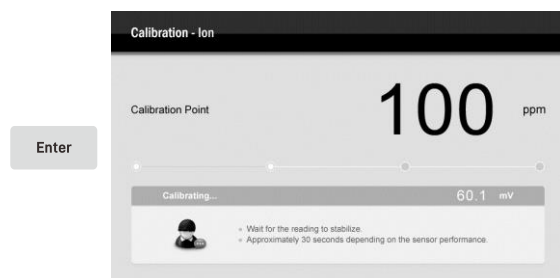 Calibration - Ion
Calibration Point 100 ppm
Enter
Calibrating... 60.1 mV
Wait for the reading to stabilize.
Approximately 30 seconds depending on the sensor performance.